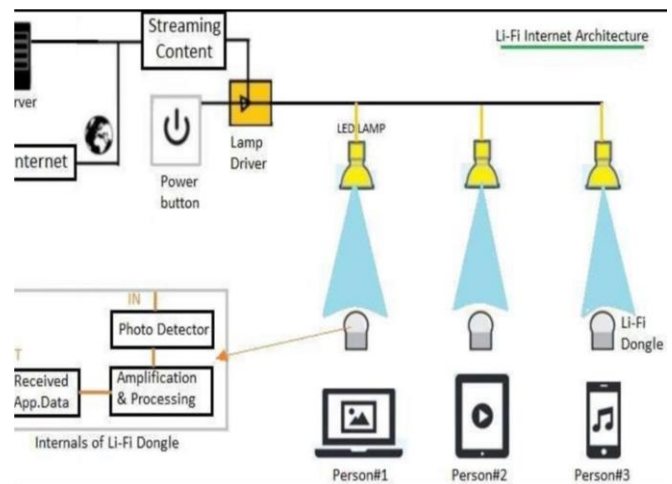 Streaming
Content
Li-Fi Internet Architecture
rver
nternet
Power
button
Lamp
Driver
LED LAMP
IN
Photo Detector
T
Received
App.Data
Amplification
& Processing
Internals of Li-Fi Dongle
Li-Fi
Dongle
Person#1
Person#2
Person#3